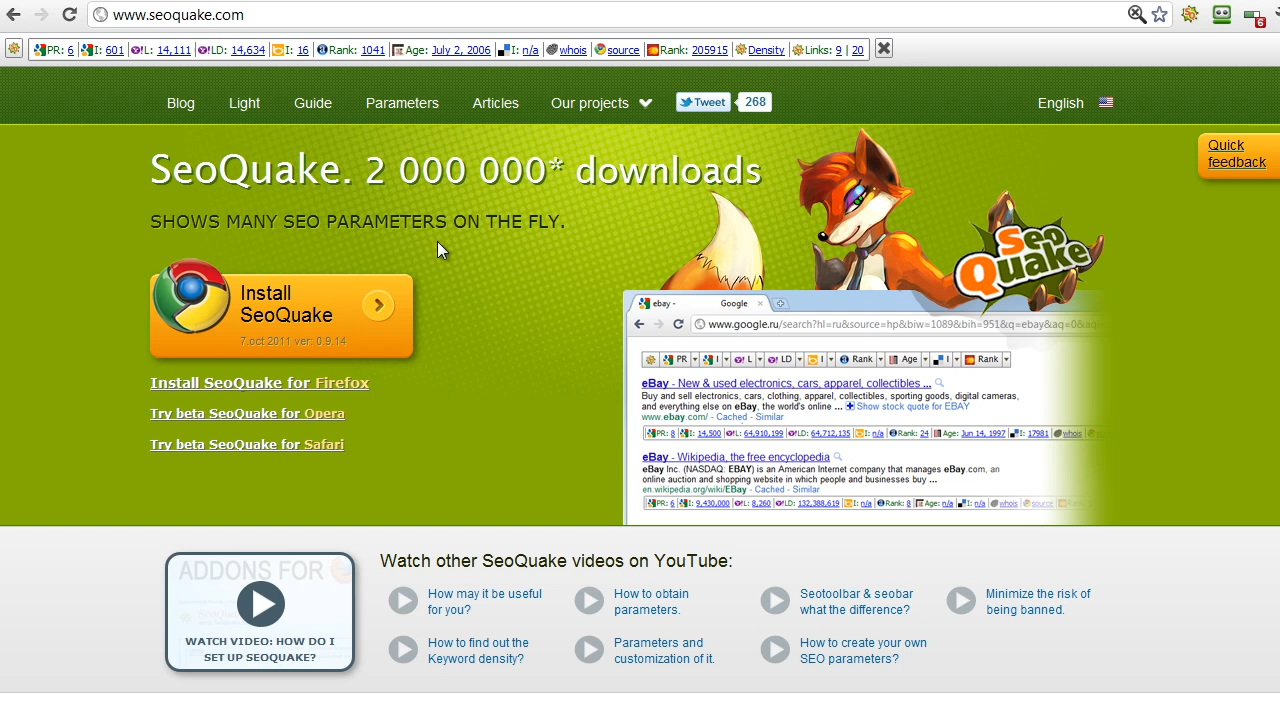 www.seoquake.com
6
PR: 6 I: 601 L: 14,111 LD: 14,634 I: 16 Rank: 1041 Age: July 2, 2006 I: n/a whois source Rank: 205915 Density Links: 9 | 20
Blog Light Guide Parameters Articles Our projects Tweet 268 English
Quick
feedback
SeoQuake. 2 000 000* downloads
SHOWS MANY SEO PARAMETERS ON THE FLY.
Seo
Quake
Install
SeoQuake
7.oct 2011 ver: 0.9.14
Install SeoQuake for Firefox
Try beta SeoQuake for Opera
Try beta SeoQuake for Safari
ebay - Google
www.google.ru/search?hl=ru&source=hp&biw=1089&bih=951&q=ebay&aq=0&aqi
PR I L LD I Rank Age I Rank
eBay - New & used electronics, cars, apparel, collectibles ...
Buy and sell electronics, cars, clothing, apparel, collectibles, sporting goods, digital cameras,
and everything else on eBay, the world's online ... Show stock quote for EBAY
www.ebay.com/ - Cached - Similar
PR: 8 I: 14,500 L: 64,910,199 LD: 64,712,135 I: n/a Rank: 24 Age: Jun 14, 1997 I: 17981 whois
eBay - Wikipedia, the free encyclopedia
eBay Inc. (NASDAQ: EBAY) is an American Internet company that manages eBay.com, an
online auction and shopping website in which people and businesses buy ...
en.wikipedia.org/wiki/EBay - Cached - Similar
PR: 6 I: 9,430,000 L: 8,260 LD: 132,388,619 I: n/a Rank: 8 Age: n/a I: n/a whois source Rank: n/a
ADDONS FOR
WATCH VIDEO: HOW DO I
SET UP SEOQUAKE?
Watch other SeoQuake videos on YouTube:
How may it be useful
for you?
How to obtain
parameters.
Seotoolbar & seobar
what the difference?
Minimize the risk of
being banned.
How to find out the
Keyword density?
Parameters and
customization of it.
How to create your own
SEO parameters?